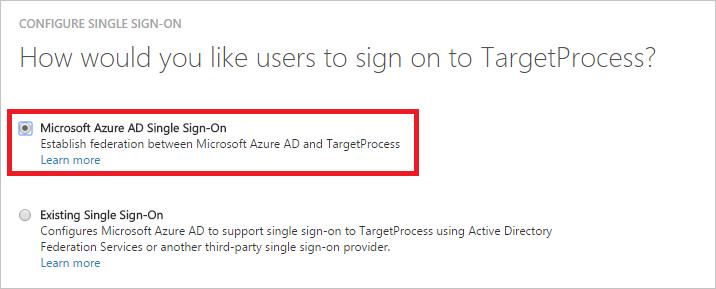 CONFIGURE SINGLE SIGN-ON
How would you like users to sign on to TargetProcess?
Microsoft Azure AD Single Sign-On
Establish federation between Microsoft Azure AD and TargetProcess
Learn more
Existing Single Sign-On
Configures Microsoft Azure AD to support single sign-on to TargetProcess using Active Directory
Federation Services or another third-party single sign-on provider.
Learn more